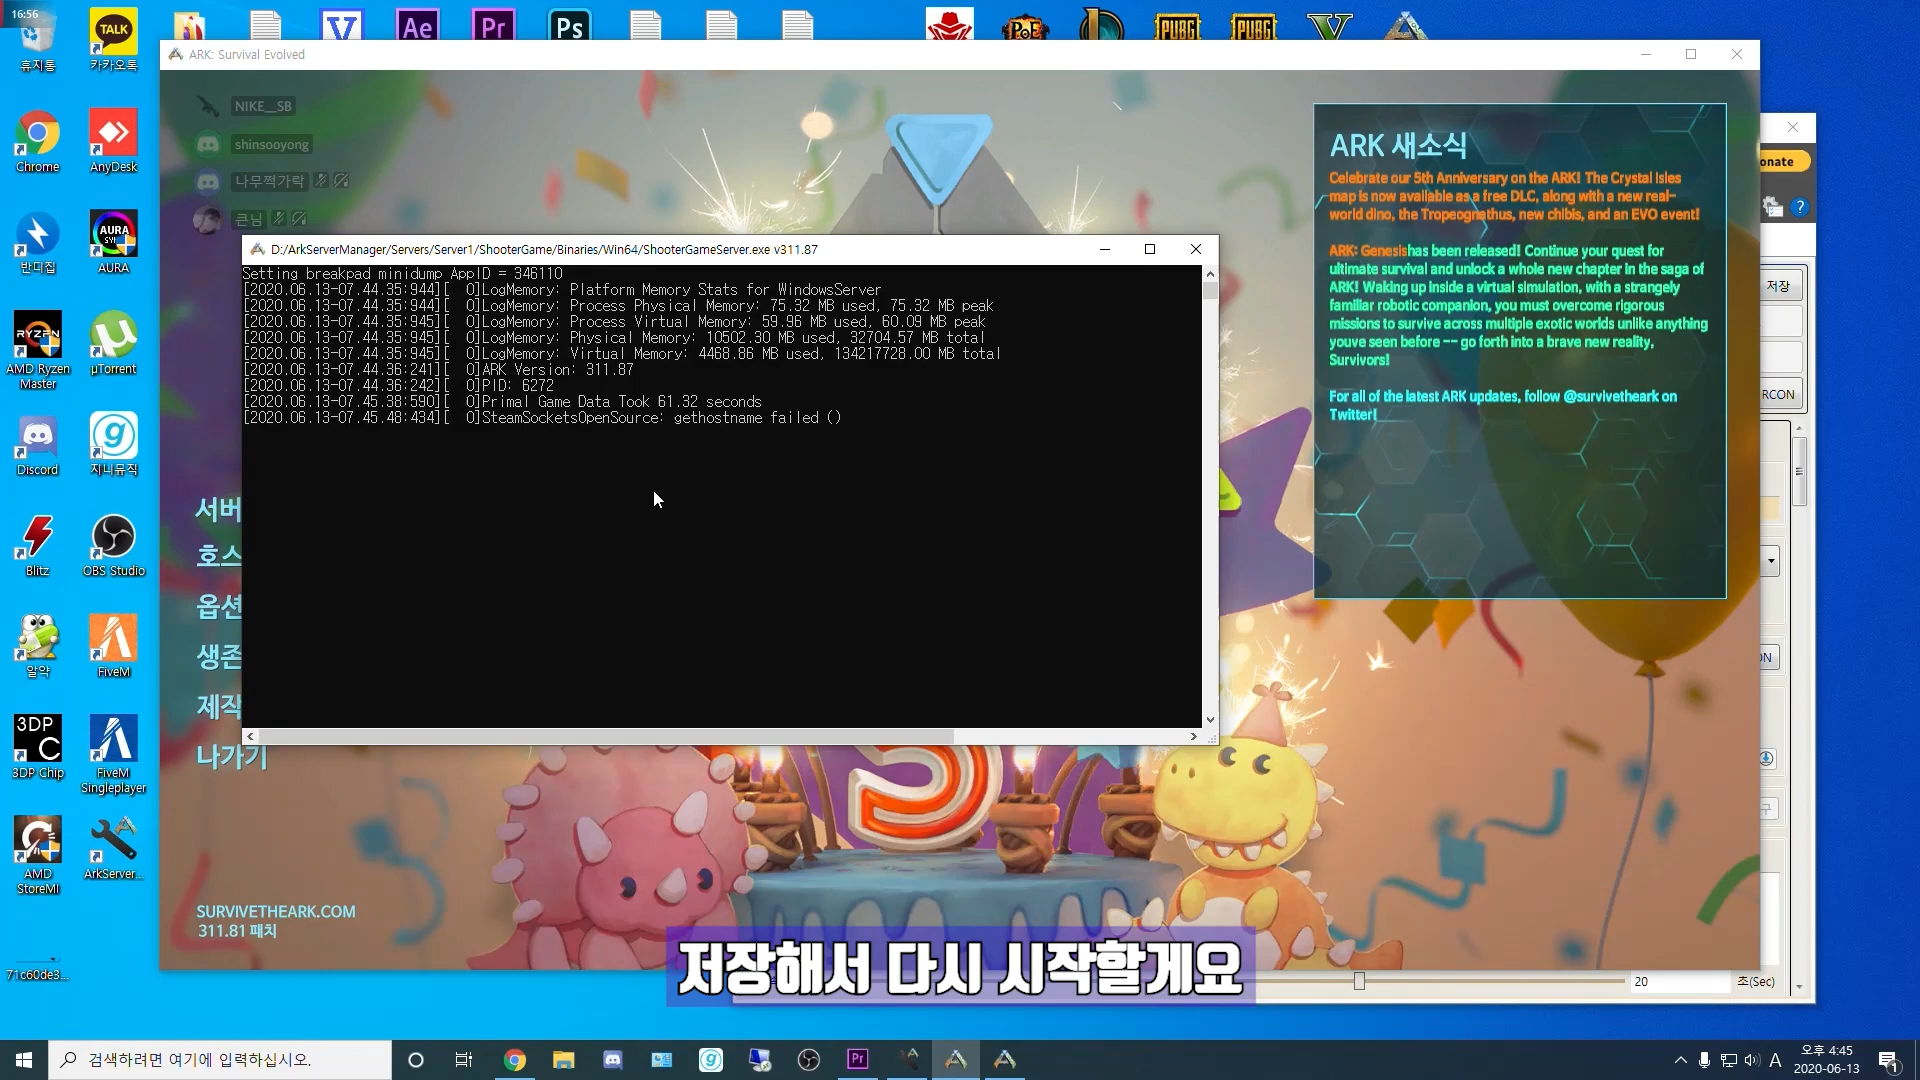 16:56
TALK
V
Ae
Pr
Ps
PoE
PUBG
PUBG
V
휴지통
카카오톡
Chrome
AnyDesk
반디집
AURA
AURA
RYZEN
AMD Ryzen
Master
µTorrent
Discord
지니뮤직
Blitz
OBS Studio
알약
FiveM
3DP
C
3DP Chip
FiveM
Singleplayer
AMD
StoreMI
ArkServer...
71c60de3...
ARK: Survival Evolved
NIKE__SB
shinsooyong
나무쩍가락
큰님
ARK 새소식
Celebrate our 5th Anniversary on the ARK! The Crystal Isles
map is now available as a free DLC, along with a new real-
world dino, the Tropeognathus, new chibis, and an EVO event!
ARK: Genesishas been released! Continue your quest for
ultimate survival and unlock a whole new chapter in the saga of
ARK! Waking up inside a virtual simulation, with a strangely
familiar robotic companion, you must overcome rigorous
missions to survive across multiple exotic worlds unlike anything
youve seen before -- go forth into a brave new reality,
Survivors!
For all of the latest ARK updates, follow @survivetheark on
Twitter!
D:/ArkServerManager/Servers/Server1/ShooterGame/Binaries/Win64/ShooterGameServer.exe v311.87
Setting breakpad minidump AppID = 346110
[2020.06.13-07.44.35:944][  0]LogMemory: Platform Memory Stats for WindowsServer
[2020.06.13-07.44.35:944][  0]LogMemory: Process Physical Memory: 75.32 MB used, 75.32 MB peak
[2020.06.13-07.44.35:945][  0]LogMemory: Process Virtual Memory: 59.96 MB used, 60.09 MB peak
[2020.06.13-07.44.35:945][  0]LogMemory: Physical Memory: 10502.30 MB used, 32704.57 MB total
[2020.06.13-07.44.35:945][  0]LogMemory: Virtual Memory: 4468.86 MB used, 134217728.00 MB total
[2020.06.13-07.44.36:241][  0]ARK Version: 311.87
[2020.06.13-07.44.36:242][  0]PID: 6272
[2020.06.13-07.45.38:590][  0]Primal Game Data Took 61.32 seconds
[2020.06.13-07.45.48:434][  0]SteamSocketsOpenSource: gethostname failed ()
서버
호스
옵션
생존
제작
나가기
SURVIVETHEARK.COM
311.81 패치
onate
?
저장
RCON
ON
구
저장해서 다시 시작할게요
20
초(Sec)
검색하려면 여기에 입력하십시오.
Pr
A
오후 4:45
2020-06-13
1